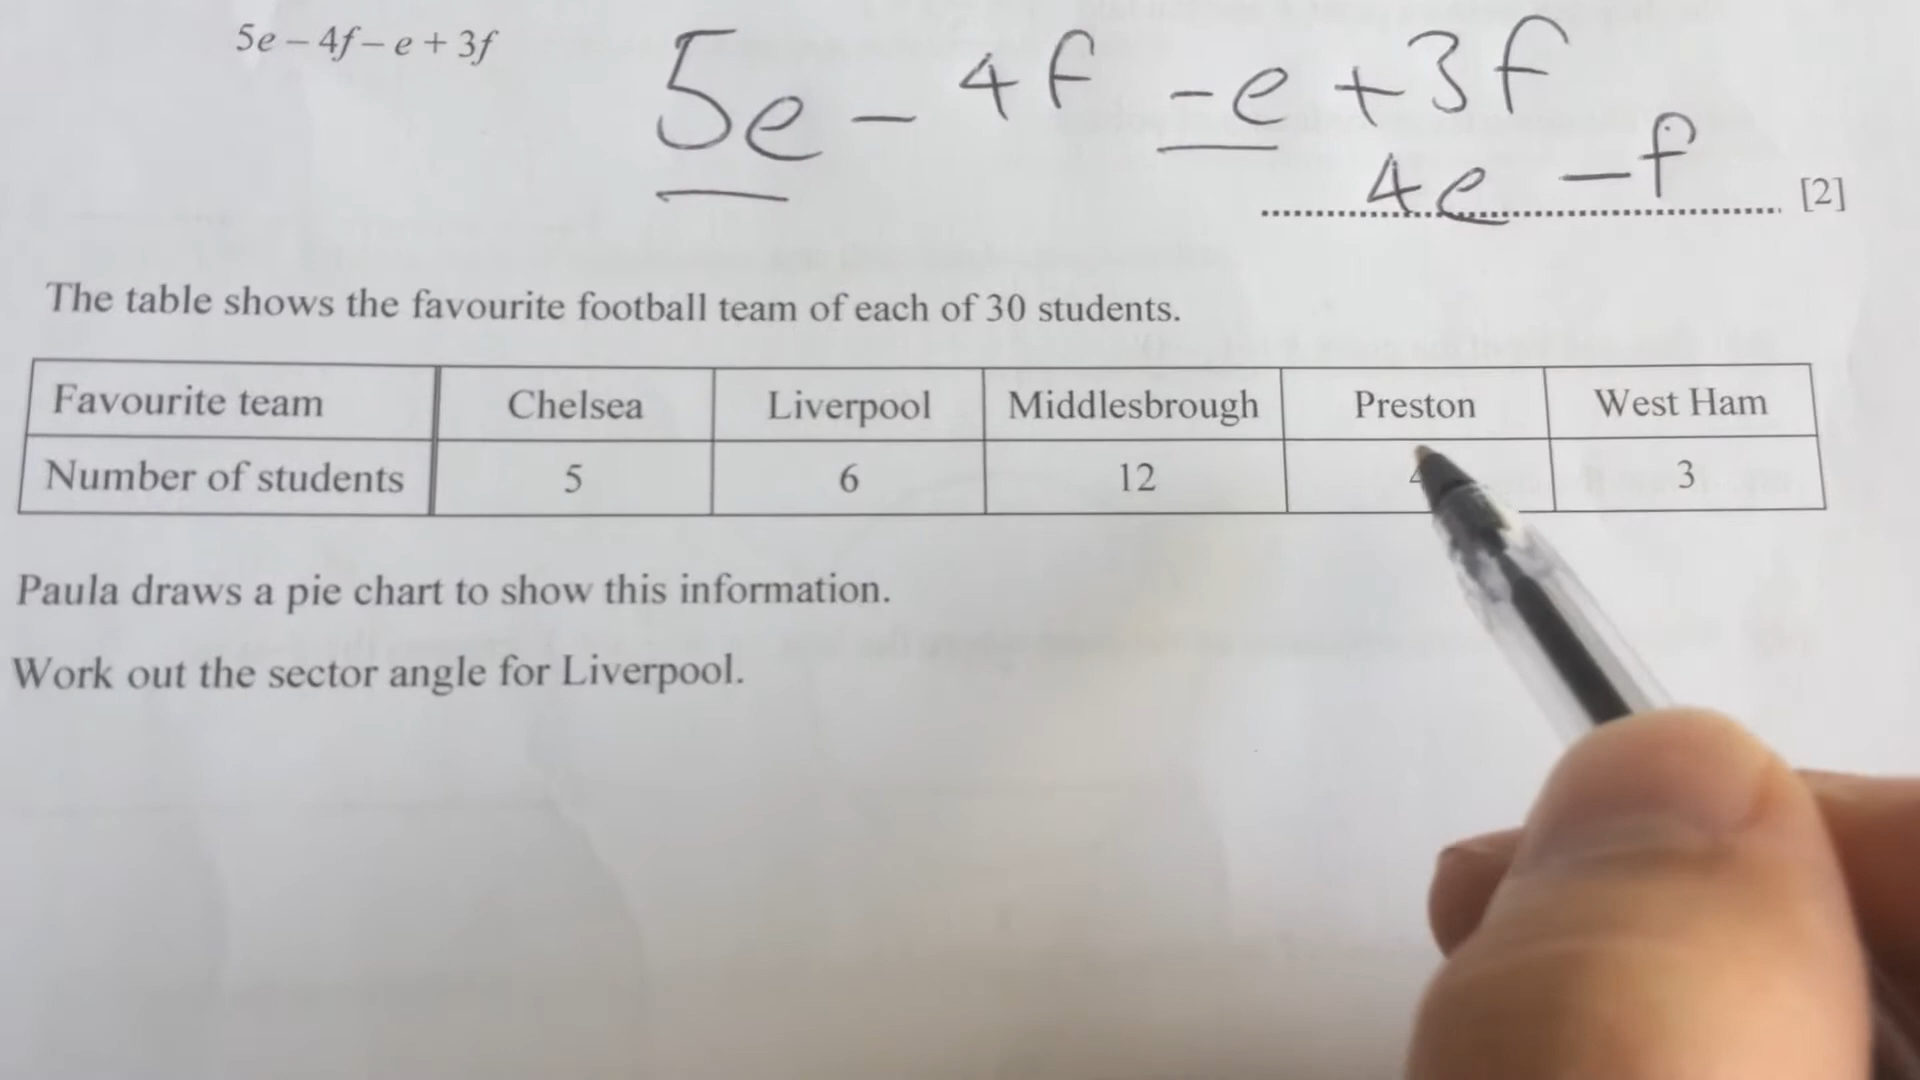 5e – 4f – e + 3f
5e – 4f – e + 3f
4e – f [2]
The table shows the favourite football team of each of 30 students.
Favourite team Chelsea Liverpool Middlesbrough Preston West Ham
Number of students 5 6 12 3
Paula draws a pie chart to show this information.
Work out the sector angle for Liverpool.